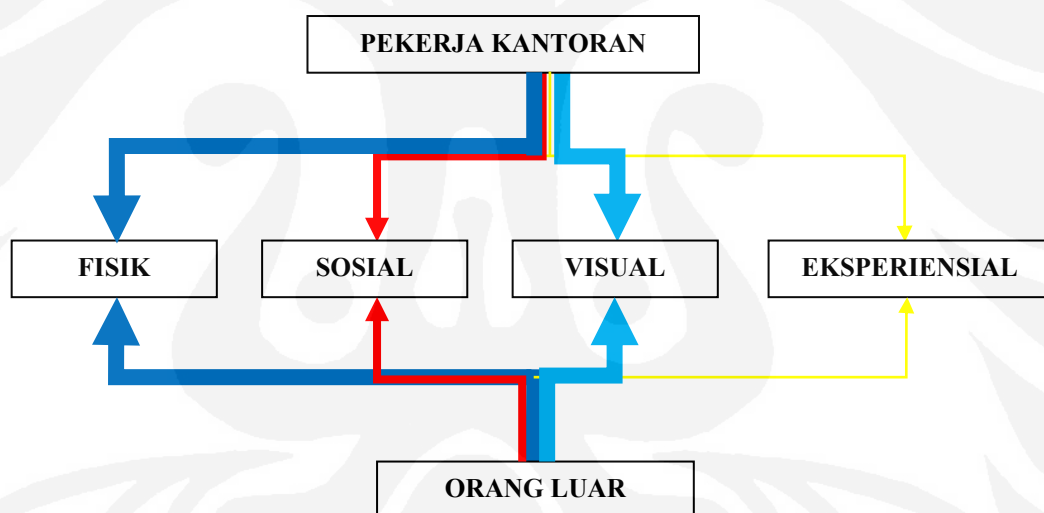 PEKERJA KANTORAN
FISIK
SOSIAL
VISUAL
EKSPERIENSIAL
ORANG LUAR